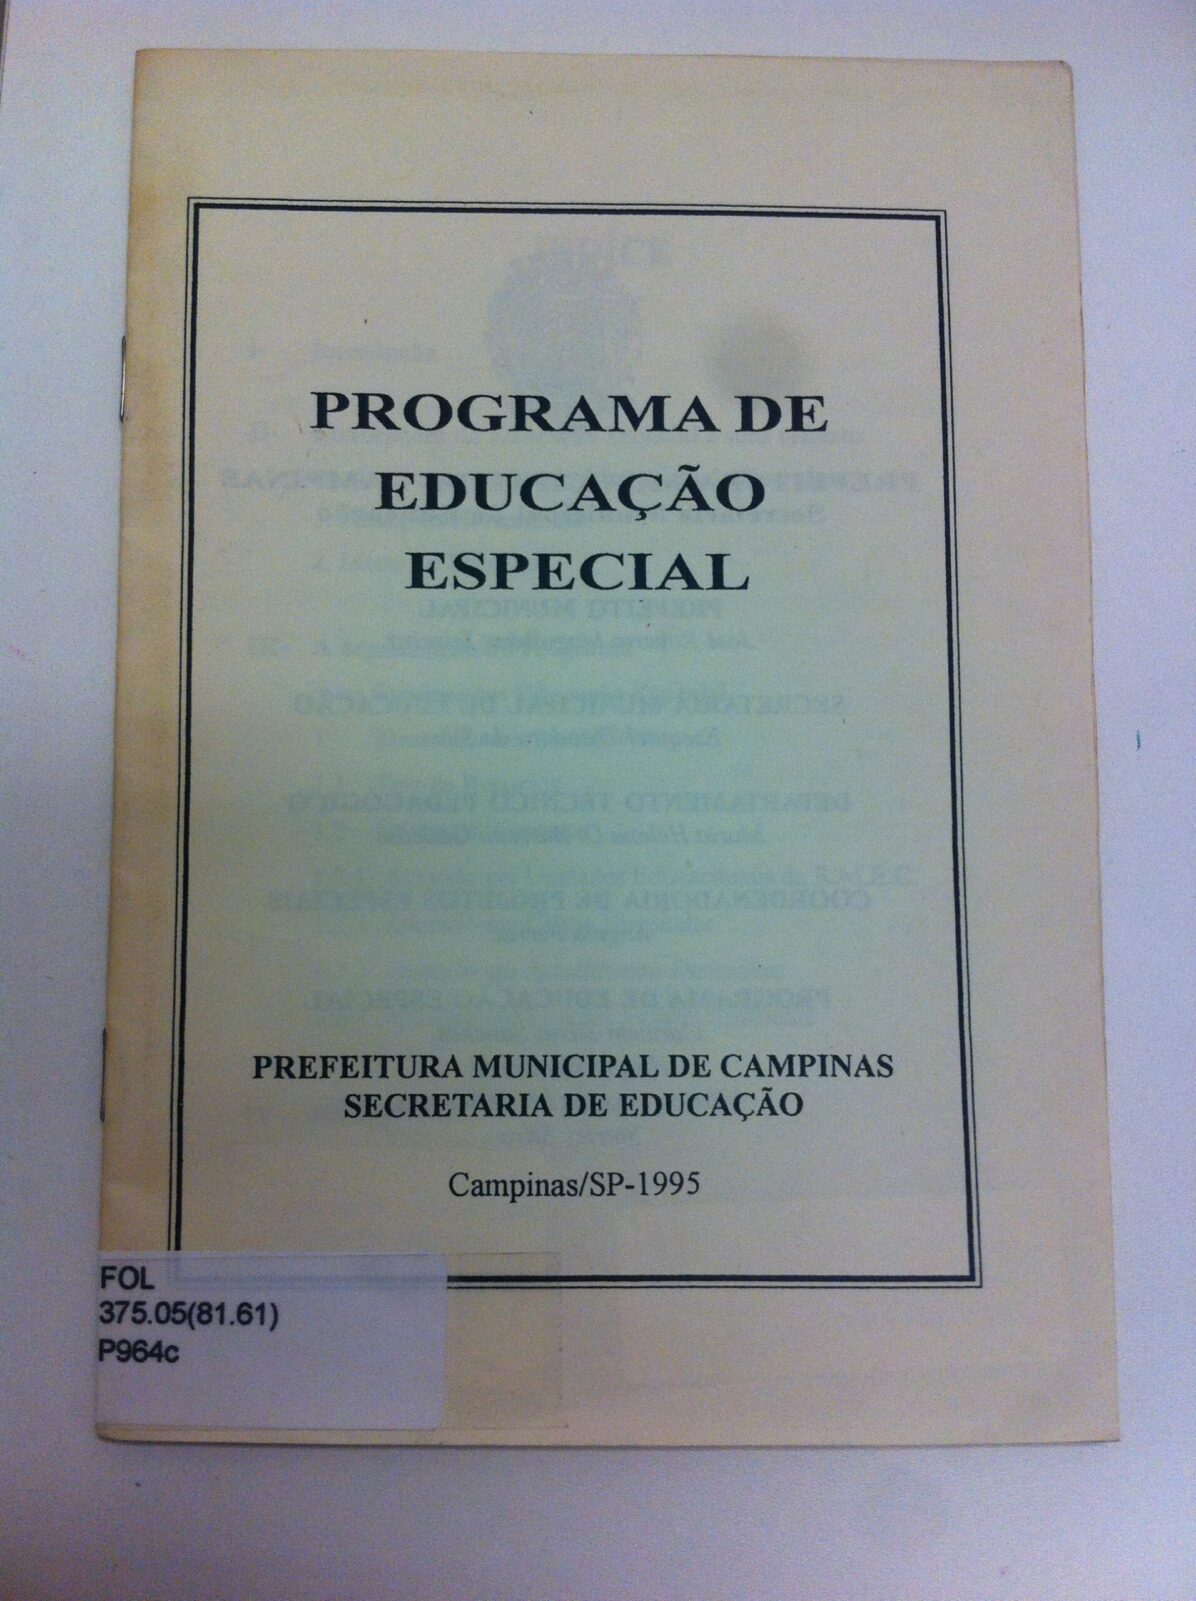 PROGRAMA DE
EDUCAÇÃO
ESPECIAL
PREFEITURA MUNICIPAL DE CAMPINAS
SECRETARIA DE EDUCAÇÃO
Campinas/SP-1995
FOL
375.05(81.61)
P964c